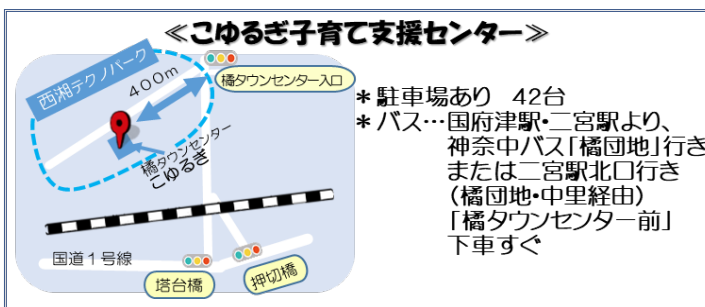 ≪こゆるぎ子育て支援センター≫
西湘テクノパーク
400m
橘タウンセンター入口
橘タウンセンター
こゆるぎ
国道1号線
塔台橋
押切橋
*駐車場あり 42台
*バス…国府津駅・二宮駅より、
神奈中バス「橘団地」行き
または二宮駅北口行き
(橘団地・中里経由)
「橘タウンセンター前」
下車すぐ